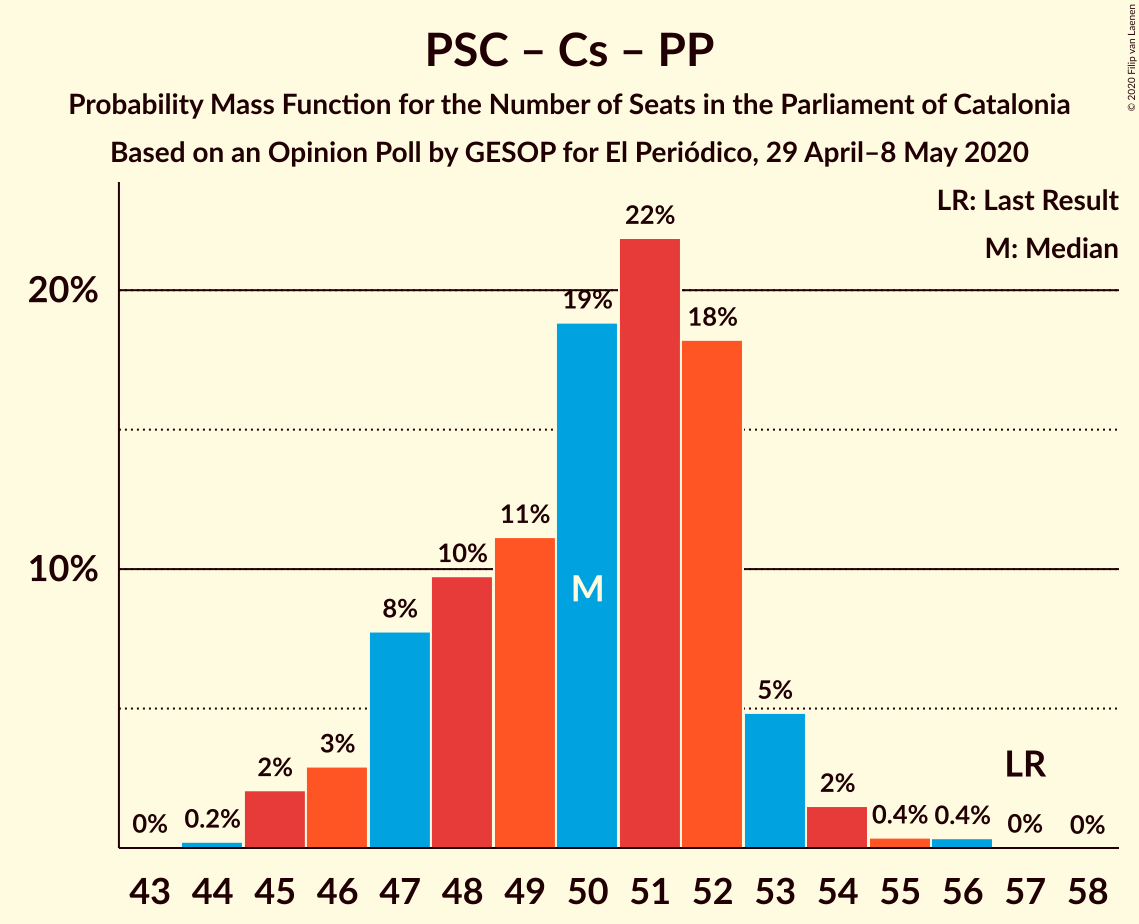 PSC – Cs – PP
Probability Mass Function for the Number of Seats in the Parliament of Catalonia
Based on an Opinion Poll by GESOP for El Periódico, 29 April–8 May 2020
© 2020 Filip van Laenen
LR: Last Result
M: Median
20%
10%
0%
0.2%
2%
3%
8%
10%
11%
19%
22%
18%
5%
2%
0.4%
0.4%
0%
0%
M
LR
43 44 45 46 47 48 49 50 51 52 53 54 55 56 57 58